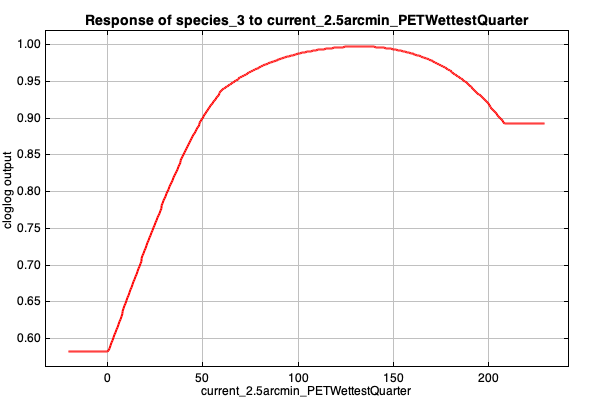 Response of species_3 to current_2.5arcmin_PETWettestQuarter
1.00
0.95
0.90
0.85
0.80
0.75
0.70
0.65
0.60
cloglog output
0 50 100 150 200
current_2.5arcmin_PETWettestQuarter